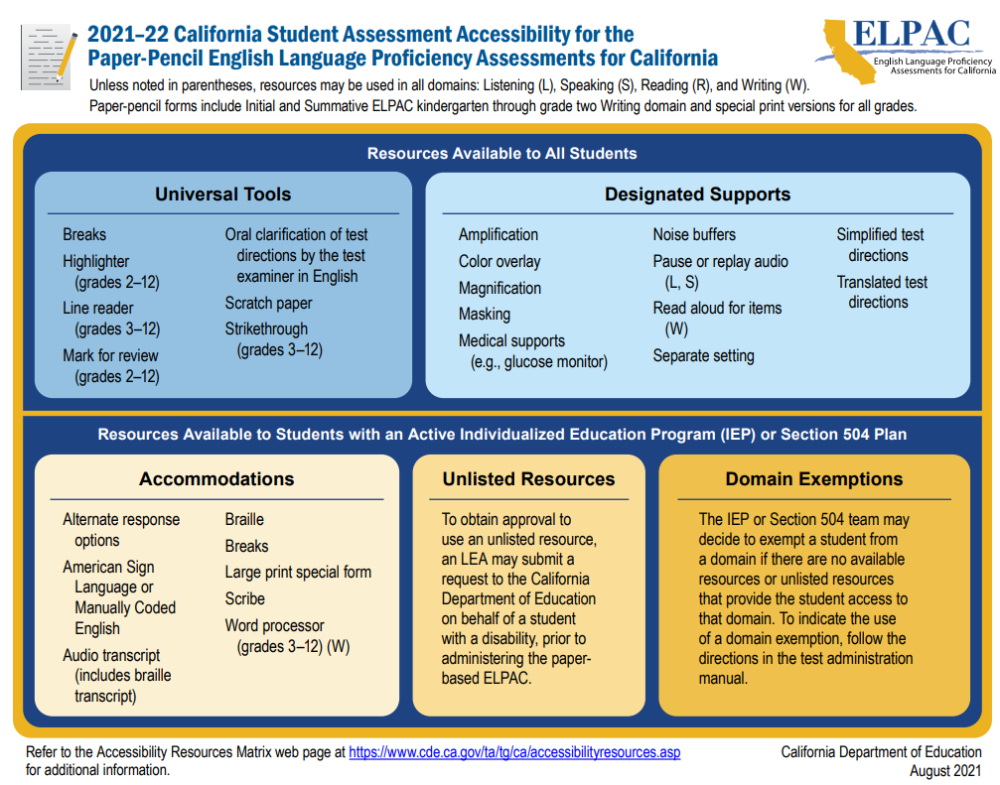 2021–22 California Student Assessment Accessibility for the
Paper-Pencil English Language Proficiency Assessments for California
ELPAC
English Language Proficiency
Assessments for California
Unless noted in parentheses, resources may be used in all domains: Listening (L), Speaking (S), Reading (R), and Writing (W).
Paper-pencil forms include Initial and Summative ELPAC kindergarten through grade two Writing domain and special print versions for all grades.
Resources Available to All Students
Universal Tools
Breaks
Highlighter
(grades 2–12)
Line reader
(grades 3–12)
Mark for review
(grades 2–12)
Oral clarification of test
directions by the test
examiner in English
Scratch paper
Strikethrough
(grades 3–12)
Designated Supports
Amplification
Color overlay
Magnification
Masking
Medical supports
(e.g., glucose monitor)
Noise buffers
Pause or replay audio
(L, S)
Read aloud for items
(W)
Separate setting
Simplified test
directions
Translated test
directions
Resources Available to Students with an Active Individualized Education Program (IEP) or Section 504 Plan
Accommodations
Alternate response
options
American Sign
Language or
Manually Coded
English
Audio transcript
(includes braille
transcript)
Braille
Breaks
Large print special form
Scribe
Word processor
(grades 3–12) (W)
Unlisted Resources
To obtain approval to
use an unlisted resource,
an LEA may submit a
request to the California
Department of Education
on behalf of a student
with a disability, prior to
administering the paper-
based ELPAC.
Domain Exemptions
The IEP or Section 504 team may
decide to exempt a student from
a domain if there are no available
resources or unlisted resources
that provide the student access to
that domain. To indicate the use
of a domain exemption, follow the
directions in the test administration
manual.
Refer to the Accessibility Resources Matrix web page at https://www.cde.ca.gov/ta/tg/ca/accessibilityresources.asp
for additional information.
California Department of Education
August 2021